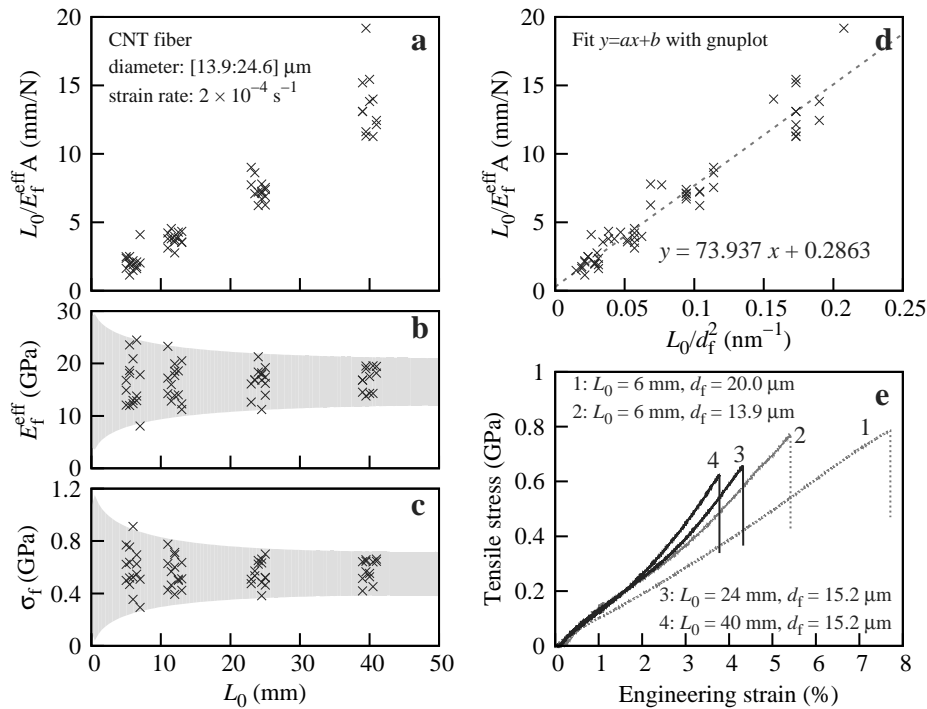 20
15
10
5
0
L₀/E_f^eff A (mm/N)
CNT fiber
diameter: [13.9:24.6] μm
strain rate: 2 × 10⁻⁴ s⁻¹
a
30
20
10
0
E_f^eff (GPa)
b
1.2
0.8
0.4
0
σ_f (GPa)
c
0 10 20 30 40 50
L₀ (mm)
20
15
10
5
0
L₀/E_f^eff A (mm/N)
Fit y=ax+b with gnuplot
d
y = 73.937 x + 0.2863
0 0.05 0.1 0.15 0.2 0.25
L₀/d_f² (nm⁻¹)
1
0.8
0.6
0.4
0.2
0
Tensile stress (GPa)
1: L₀ = 6 mm, d_f = 20.0 μm
2: L₀ = 6 mm, d_f = 13.9 μm
e
4 3 2 1
3: L₀ = 24 mm, d_f = 15.2 μm
4: L₀ = 40 mm, d_f = 15.2 μm
0 1 2 3 4 5 6 7 8
Engineering strain (%)